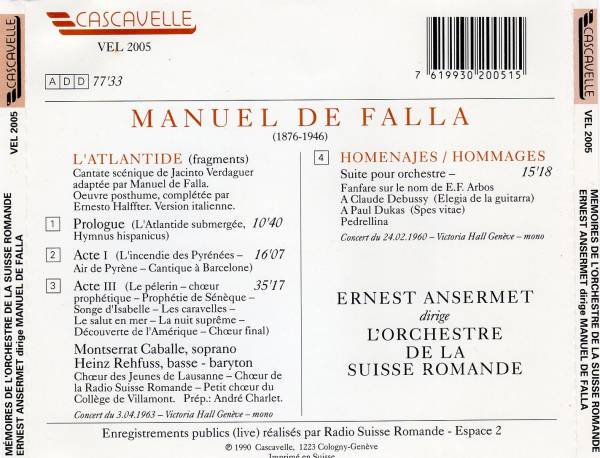 CASCAVELLE
VEL 2005
MÉMOIRES DE L'ORCHESTRE DE LA SUISSE ROMANDE
ERNEST ANSERMET dirige MANUEL DE FALLA
CASCAVELLE
VEL 2005
A D D 77'33
7 619930 200515
MANUEL DE FALLA
(1876-1946)
L'ATLANTIDE (fragments)
Cantate scénique de Jacinto Verdaguer
adaptée par Manuel de Falla.
Oeuvre posthume, complétée par
Ernesto Halffter. Version italienne.
1 Prologue (L'Atlantide submergée, 10'40
Hymnus hispanicus)
2 Acte I (L'incendie des Pyrénées – 16'07
Air de Pyrène – Cantique à Barcelone)
3 Acte III (Le pélerin – chœur 35'17
prophétique – Prophétie de Sénèque –
Songe d'Isabelle – Les caravelles –
Le salut en mer – La nuit suprême –
Découverte de l'Amérique – Chœur final)
Montserrat Caballe, soprano
Heinz Rehfuss, basse - baryton
Chœur des Jeunes de Lausanne – Chœur de
la Radio Suisse Romande – Petit chœur du
Collège de Villamont. Prép.: André Charlet.
Concert du 3.04.1963 – Victoria Hall Genève – mono
4 HOMENAJES / HOMMAGES
Suite pour orchestre – 15'18
Fanfare sur le nom de E.F. Arbos
A Claude Debussy (Elegia de la guitarra)
A Paul Dukas (Spes vitae)
Pedrellina
Concert du 24.02.1960 – Victoria Hall Genève – mono
ERNEST ANSERMET
dirige
L'ORCHESTRE
DE LA
SUISSE ROMANDE
Enregistrements publics (live) réalisés par Radio Suisse Romande - Espace 2
℗ © 1990 Cascavelle, 1223 Cologny-Genève
Imprimé en Suisse
CASCAVELLE
VEL 2005
MÉMOIRES DE L'ORCHESTRE DE LA SUISSE ROMANDE
ERNEST ANSERMET dirige MANUEL DE FALLA